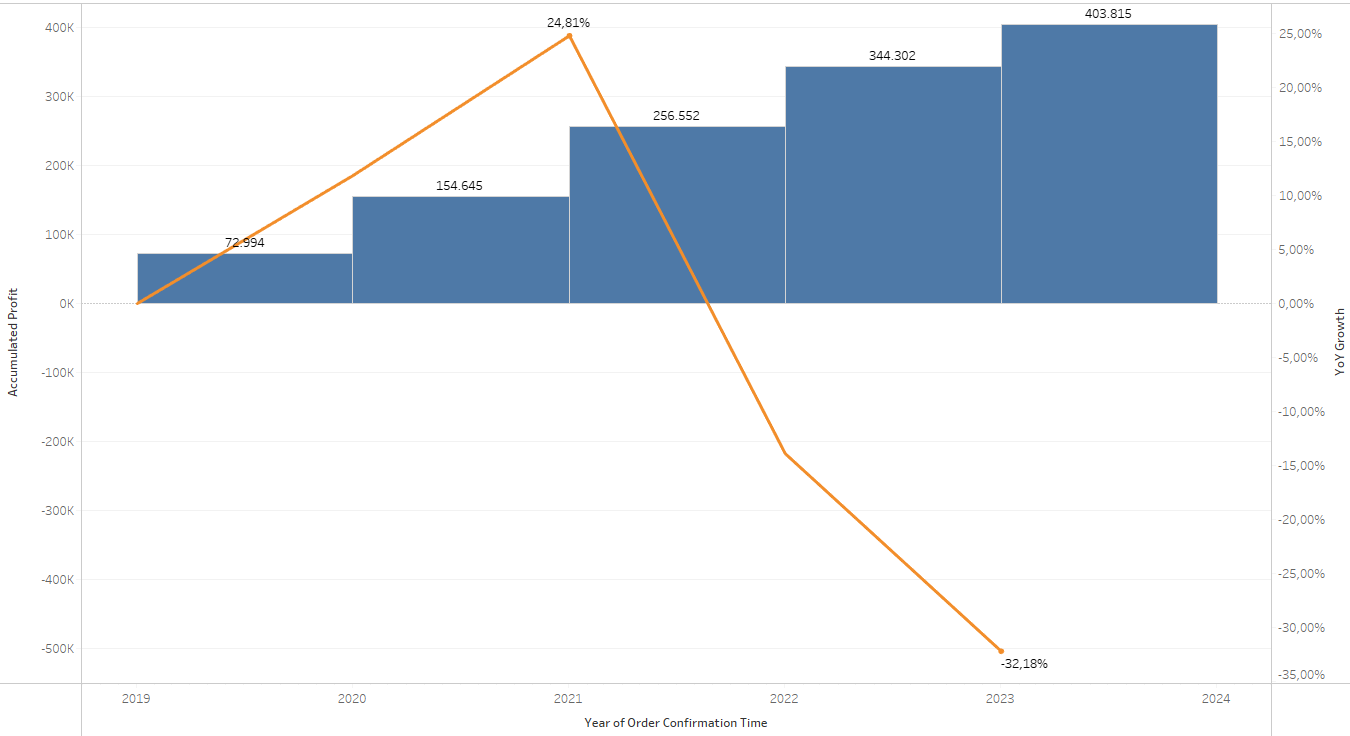 Accumulated Profit
400K
300K
200K
100K
0K
-100K
-200K
-300K
-400K
-500K
72.994
154.645
24,81%
256.552
344.302
403.815
-32,18%
25,00%
20,00%
15,00%
10,00%
5,00%
0,00%
-5,00%
-10,00%
-15,00%
-20,00%
-25,00%
-30,00%
-35,00%
YoY Growth
2019
2020
2021
2022
2023
2024
Year of Order Confirmation Time